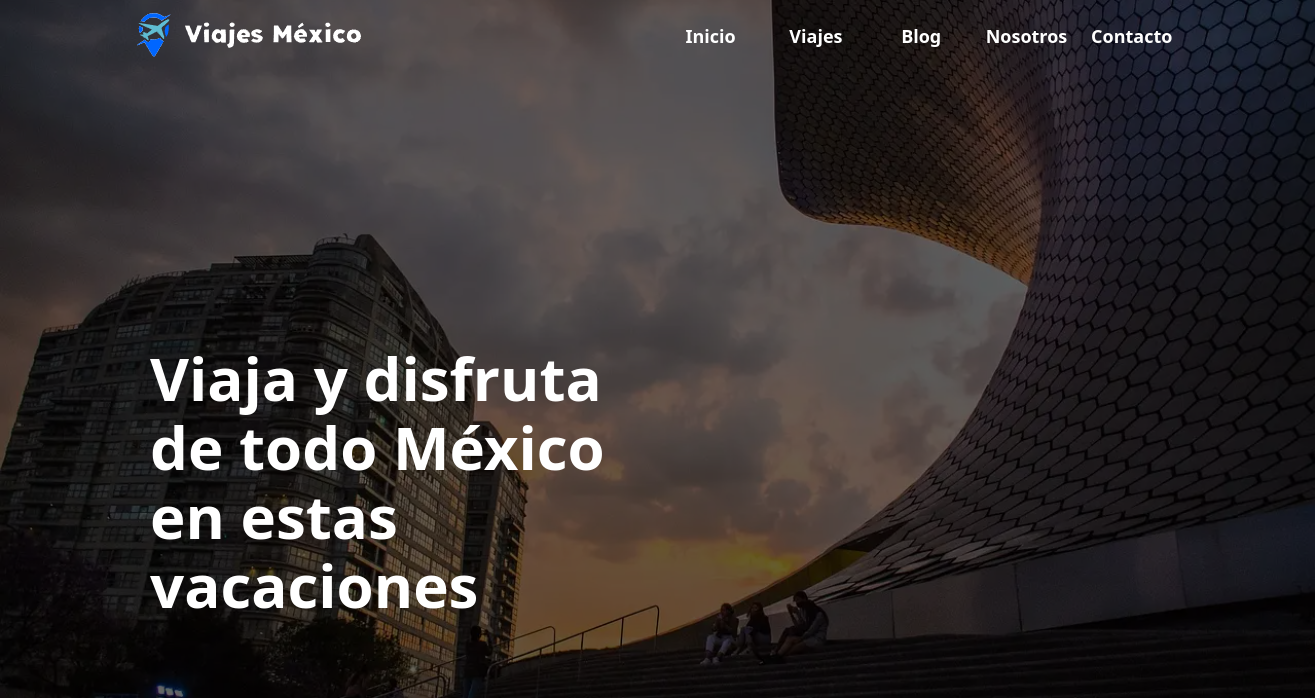 Viajes México
Inicio Viajes Blog Nosotros Contacto
Viaja y disfruta
de todo México
en estas
vacaciones